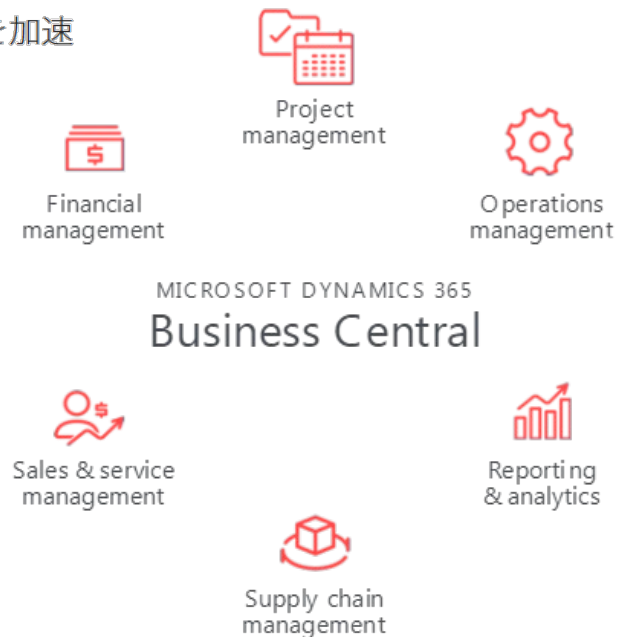 を加速
Project
management
Financial
management
Operations
management
MICROSOFT DYNAMICS 365
Business Central
Sales & service
management
Reporting
& analytics
Supply chain
management